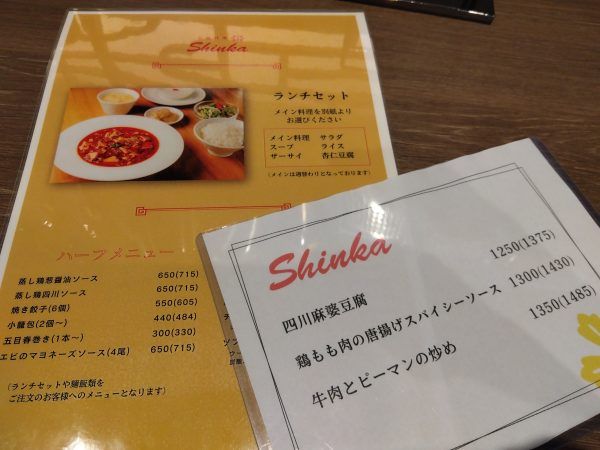 Shinka
ランチセット
メイン料理を別紙より
お選びください
メイン料理 サラダ
スープ ライス
ザーサイ 杏仁豆腐
(メインは週替わりとなっております)
ハーフメニュー
蒸し鶏葱醤油ソース 650(715)
蒸し鶏四川ソース 650(715)
焼き餃子(6個) 550(605)
小籠包(2個〜) 440(484)
五目春巻き(1本〜) 300(330)
エビのマヨネーズソース(4尾) 650(715)
(ランチセットや麺飯類を
ご注文のお客様へのメニューとなります)
Shinka
四川麻婆豆腐 1250(1375)
鶏もも肉の唐揚げスパイシーソース 1300(1430)
牛肉とピーマンの炒め 1350(1485)